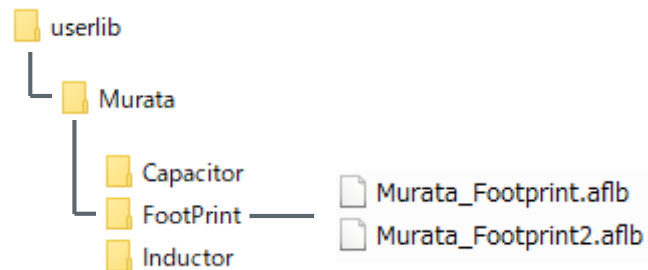 userlib
Murata
Capacitor
FootPrint
Inductor
Murata_Footprint.aflb
Murata_Footprint2.aflb